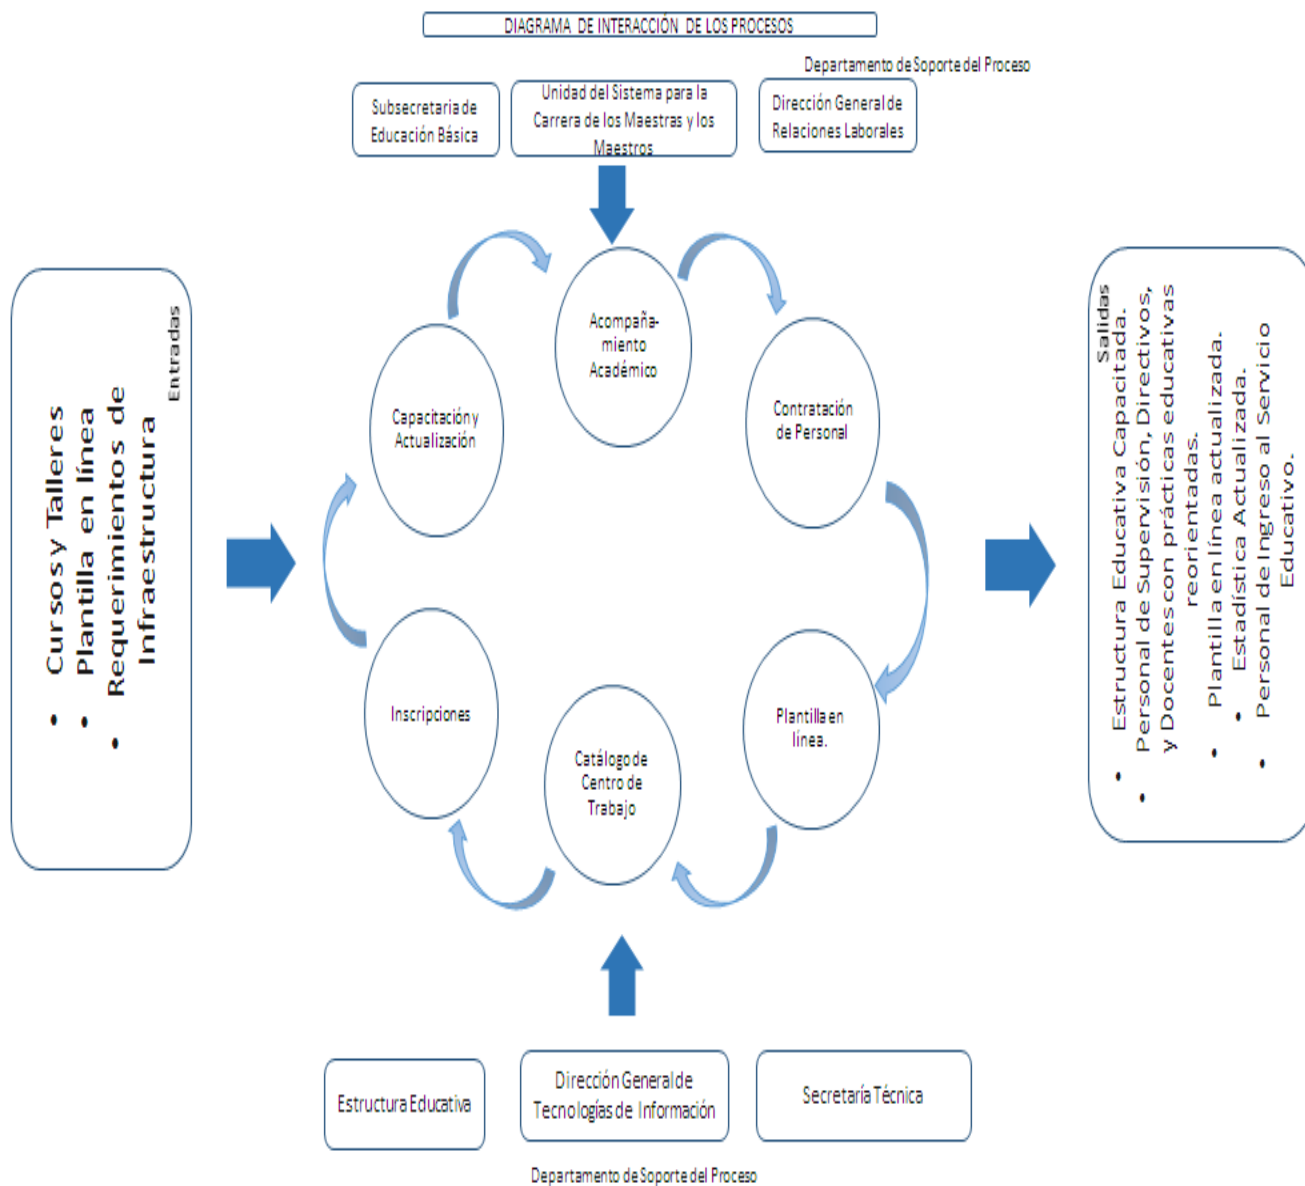 DIAGRAMA DE INTERACCIÓN DE LOS PROCESOS
Departamento de Soporte del Proceso
Subsecretaria de
Educación Básica
Unidad del Sistema para la
Carrera de los Maestras y los
Maestros
Dirección General de
Relaciones Laborales
Entradas
• Cursos y Talleres
• Plantilla en línea
• Requerimientos de
Infraestructura
Acompaña-
miento
Académico
Contratación
de Personal
Plantilla en
línea.
Catálogo de
Centro de
Trabajo
Inscripciones
Capacitación y
Actualización
Salidas
• Estructura Educativa Capacitada.
• Personal de Supervisión, Directivos,
y Docentes con prácticas educativas
reorientadas.
• Plantilla en línea actualizada.
• Estadística Actualizada.
• Personal de Ingreso al Servicio
Educativo.
Estructura Educativa
Dirección General de
Tecnologías de Información
Secretaría Técnica
Departamento de Soporte del Proceso